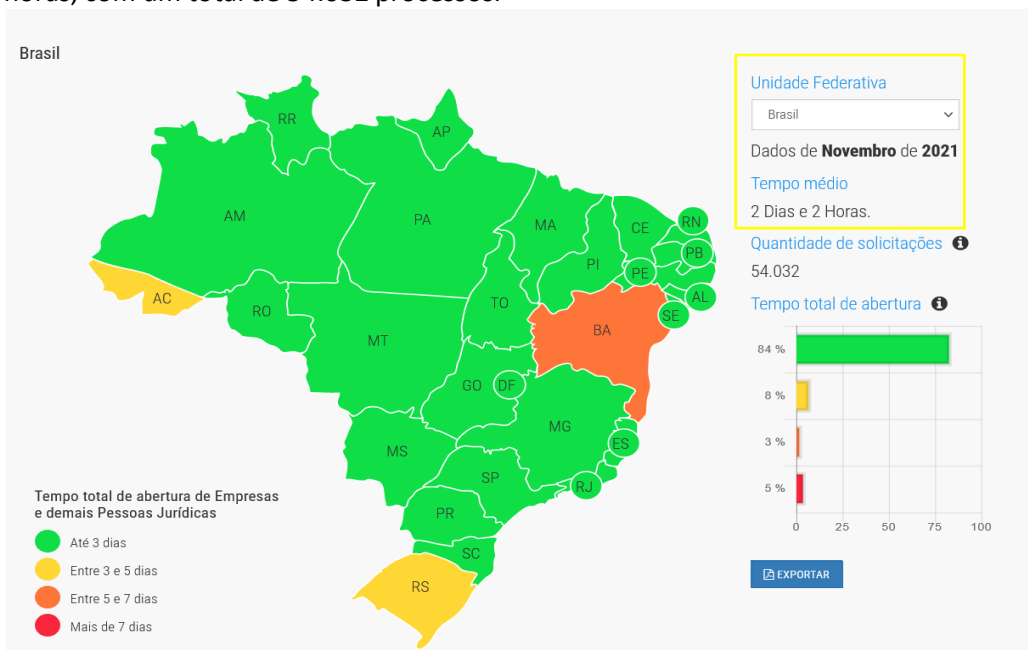 Brasil
RR
AP
AM
PA
MA
CE
RN
PB
PI
PE
AC
RO
TO
AL
SE
BA
MT
GO
DF
MG
MS
ES
SP
RJ
PR
SC
RS
Tempo total de abertura de Empresas
e demais Pessoas Jurídicas
Até 3 dias
Entre 3 e 5 dias
Entre 5 e 7 dias
Mais de 7 dias
Unidade Federativa
Brasil
Dados de Novembro de 2021
Tempo médio
2 Dias e 2 Horas.
Quantidade de solicitações
54.032
Tempo total de abertura
84 %
8 %
3 %
5 %
0 25 50 75 100
EXPORTAR